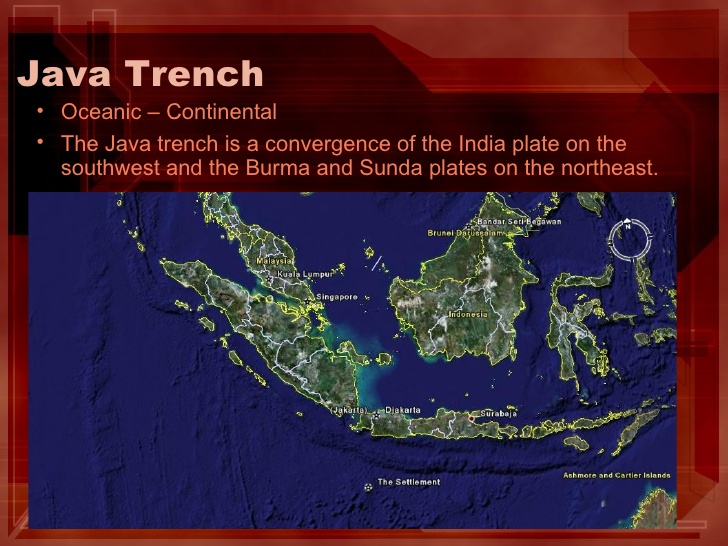 Java Trench
• Oceanic – Continental
• The Java trench is a convergence of the India plate on the
southwest and the Burma and Sunda plates on the northeast.
Bandar Seri Begawan
Brunei Darussalam
N
Malaysia
Kuala Lumpur
Singapore
Indonesia
(Jakarta) Djakarta
Surabaja
Ashmore and Cartier Islands
The Settlement